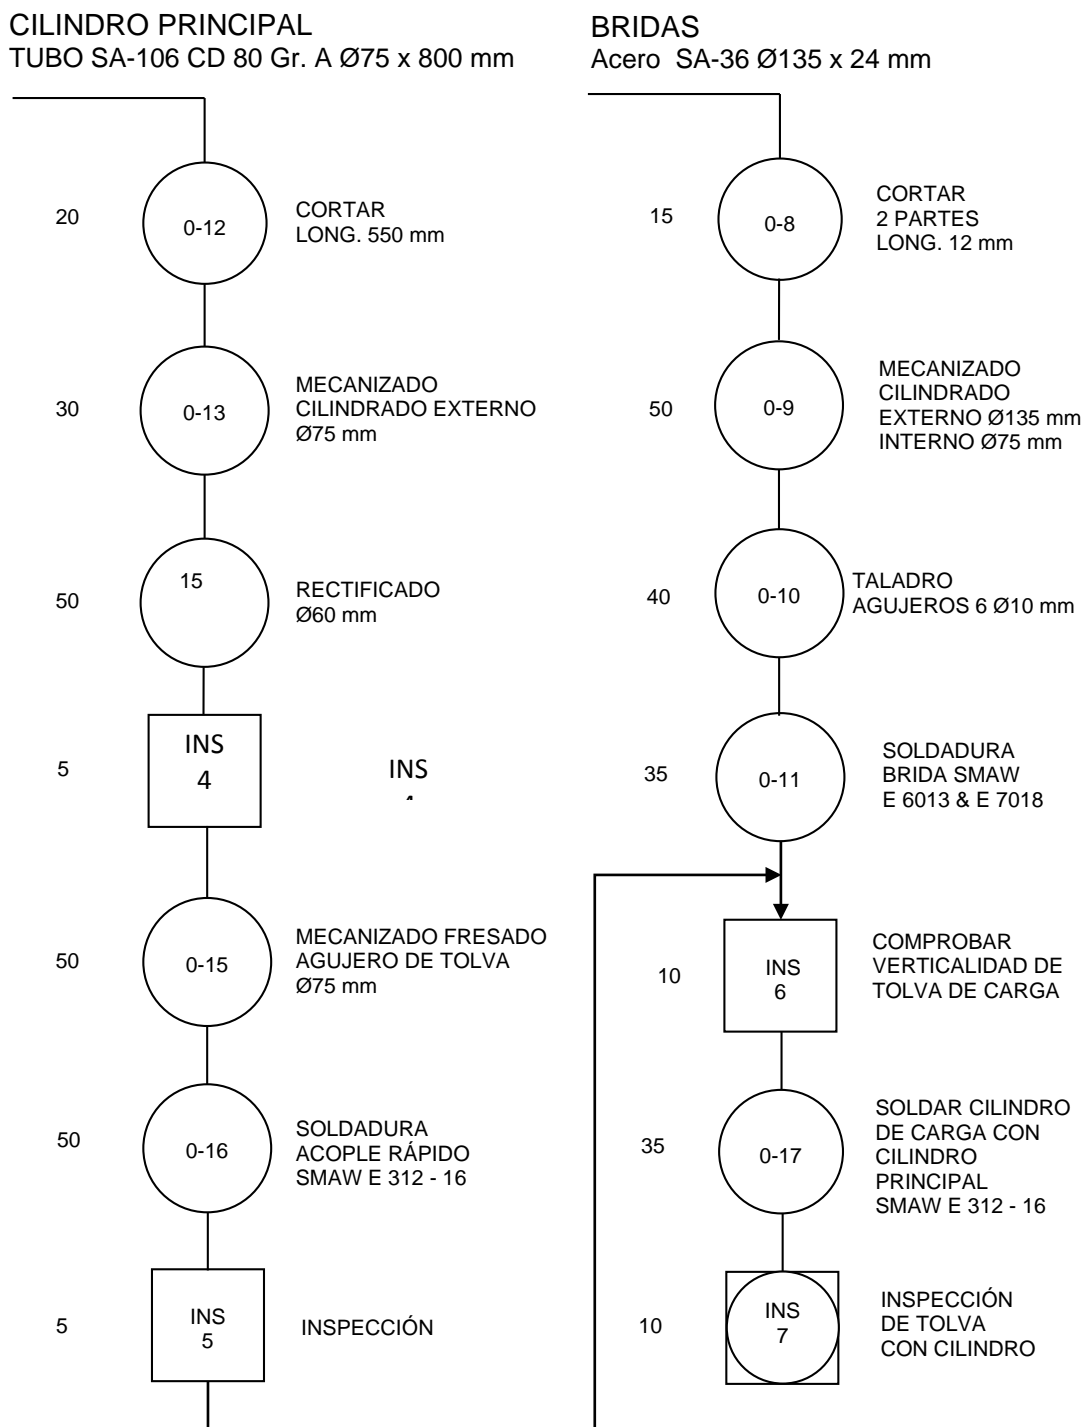 CILINDRO PRINCIPAL
TUBO SA-106 CD 80 Gr. A Ø75 x 800 mm
20
0-12
CORTAR
LONG. 550 mm
30
0-13
MECANIZADO
CILINDRADO EXTERNO
Ø75 mm
50
15
RECTIFICADO
Ø60 mm
5
INS
4
INS
50
0-15
MECANIZADO FRESADO
AGUJERO DE TOLVA
Ø75 mm
50
0-16
SOLDADURA
ACOPLE RÁPIDO
SMAW E 312 - 16
5
INS
5
INSPECCIÓN
BRIDAS
Acero SA-36 Ø135 x 24 mm
15
0-8
CORTAR
2 PARTES
LONG. 12 mm
50
0-9
MECANIZADO
CILINDRADO
EXTERNO Ø135 mm
INTERNO Ø75 mm
40
0-10
TALADRO
AGUJEROS 6 Ø10 mm
35
0-11
SOLDADURA
BRIDA SMAW
E 6013 & E 7018
10
INS
6
COMPROBAR
VERTICALIDAD DE
TOLVA DE CARGA
35
0-17
SOLDAR CILINDRO
DE CARGA CON
CILINDRO
PRINCIPAL
SMAW E 312 - 16
10
INS
7
INSPECCIÓN
DE TOLVA
CON CILINDRO